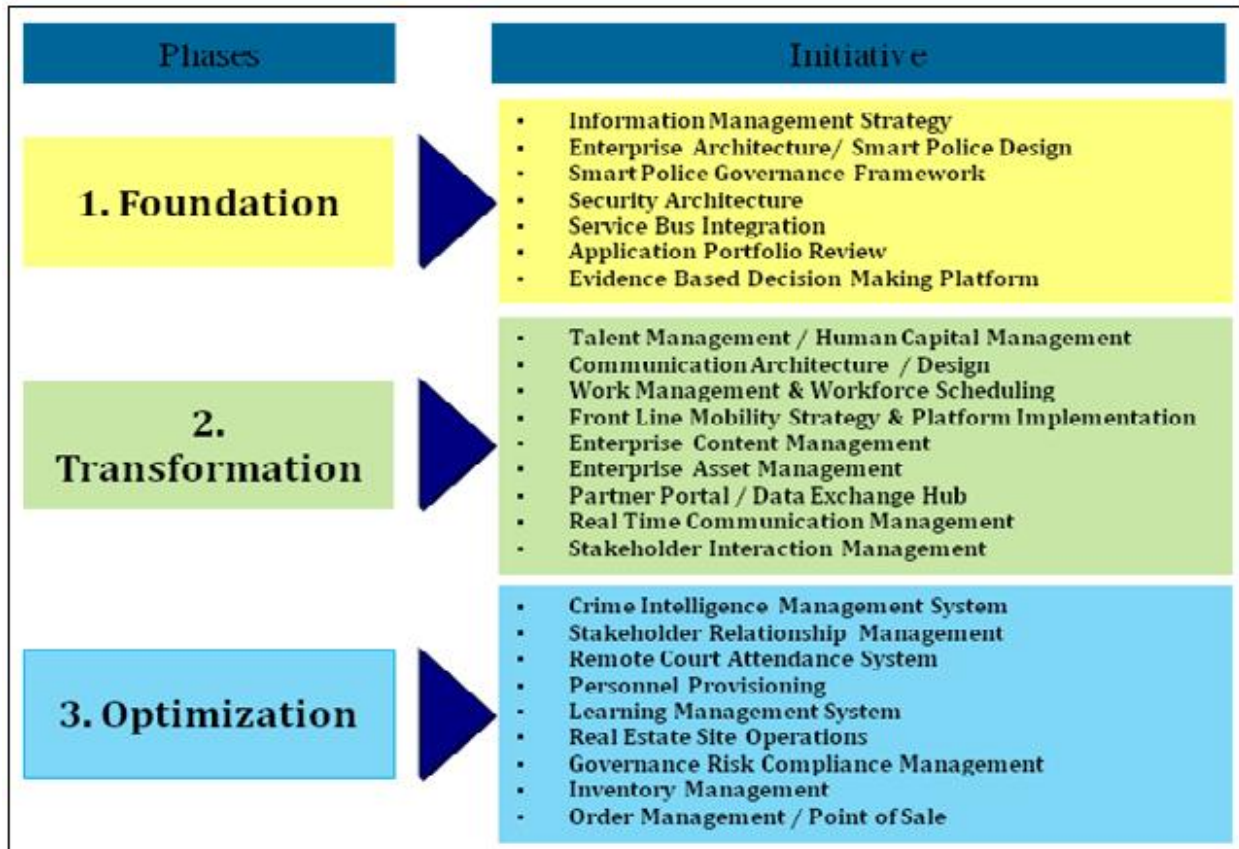 Phases
Initiative
1. Foundation
▪ Information Management Strategy
▪ Enterprise Architecture/ Smart Police Design
▪ Smart Police Governance Framework
▪ Security Architecture
▪ Service Bus Integration
▪ Application Portfolio Review
- Evidence Based Decision Making Platform
2.
Transformation
- Talent Management / Human Capital Management
▪ Communication Architecture / Design
▪ Work Management & Workforce Scheduling
▪ Front Line Mobility Strategy & Platform Implementation
- Enterprise Content Management
▪ Enterprise Asset Management
▪ Partner Portal / Data Exchange Hub
▪ Real Time Communication Management
- Stakeholder Interaction Management
3. Optimization
▪ Crime Intelligence Management System
▪ Stakeholder Relationship Management
▪ Remote Court Attendance System
▪ Personnel Provisioning
- Learning Management System
▪ Real Estate Site Operations
▪ Governance Risk Compliance Management
▪ Inventory Management
- Order Management / Point of Sale